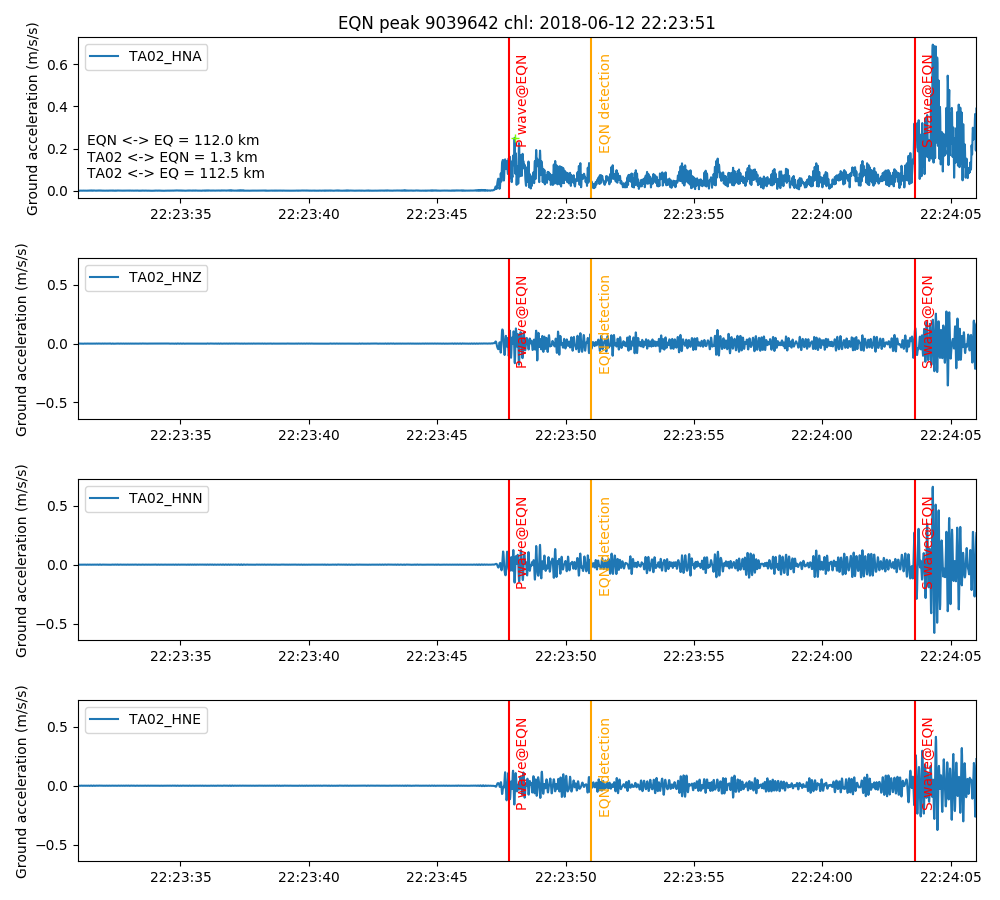 EQN peak 9039642 chl: 2018-06-12 22:23:51
Ground acceleration (m/s/s)
TA02_HNA
0.6
0.4
0.2
0.0
P wave@EQN
EQN detection
S wave@EQN
EQN <-> EQ = 112.0 km
TA02 <-> EQN = 1.3 km
TA02 <-> EQ = 112.5 km
22:23:35 22:23:40 22:23:45 22:23:50 22:23:55 22:24:00 22:24:05
Ground acceleration (m/s/s)
TA02_HNZ
0.5
0.0
−0.5
P wave@EQN
EQN detection
S wave@EQN
22:23:35 22:23:40 22:23:45 22:23:50 22:23:55 22:24:00 22:24:05
Ground acceleration (m/s/s)
TA02_HNN
0.5
0.0
−0.5
P wave@EQN
EQN detection
S wave@EQN
22:23:35 22:23:40 22:23:45 22:23:50 22:23:55 22:24:00 22:24:05
Ground acceleration (m/s/s)
TA02_HNE
0.5
0.0
−0.5
P wave@EQN
EQN detection
S wave@EQN
22:23:35 22:23:40 22:23:45 22:23:50 22:23:55 22:24:00 22:24:05